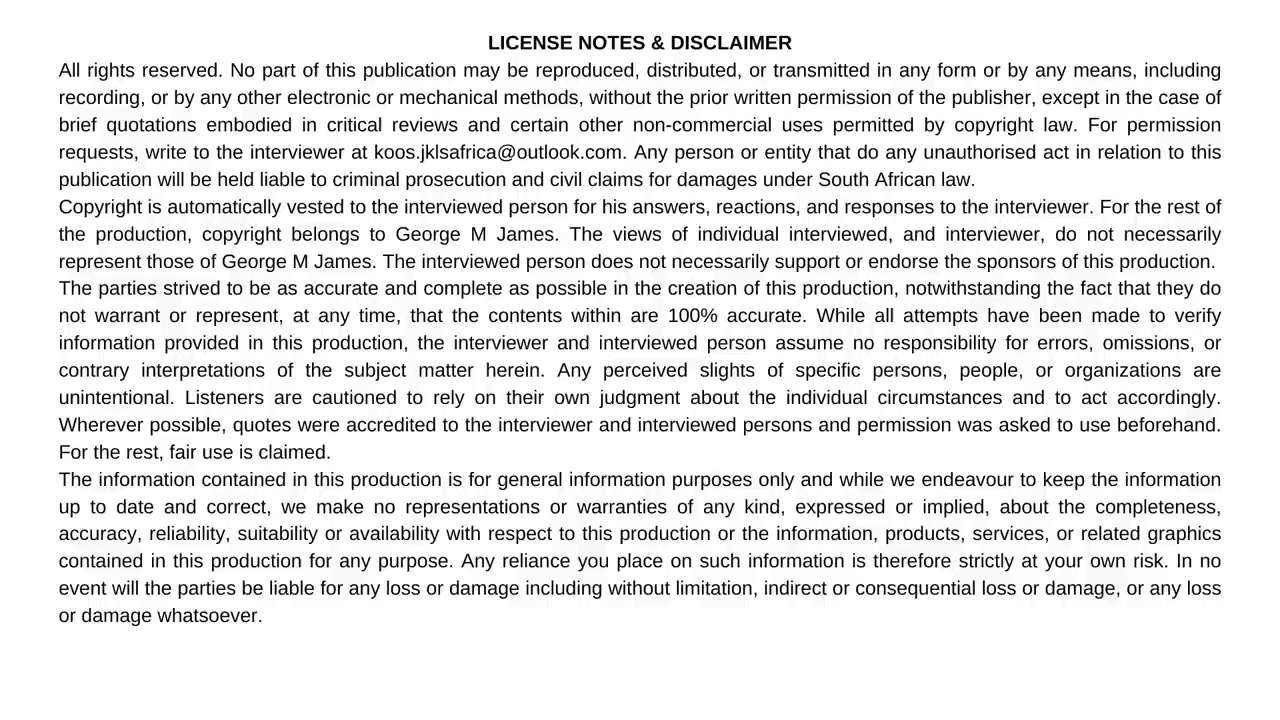 LICENSE NOTES & DISCLAIMER
All rights reserved. No part of this publication may be reproduced, distributed, or transmitted in any form or by any means, including
recording, or by any other electronic or mechanical methods, without the prior written permission of the publisher, except in the case of
brief quotations embodied in critical reviews and certain other non-commercial uses permitted by copyright law. For permission
requests, write to the interviewer at koos.jklsafrica@outlook.com. Any person or entity that do any unauthorised act in relation to this
publication will be held liable to criminal prosecution and civil claims for damages under South African law.
Copyright is automatically vested to the interviewed person for his answers, reactions, and responses to the interviewer. For the rest of
the production, copyright belongs to George M James. The views of individual interviewed, and interviewer, do not necessarily
represent those of George M James. The interviewed person does not necessarily support or endorse the sponsors of this production.
The parties strived to be as accurate and complete as possible in the creation of this production, notwithstanding the fact that they do
not warrant or represent, at any time, that the contents within are 100% accurate. While all attempts have been made to verify
information provided in this production, the interviewer and interviewed person assume no responsibility for errors, omissions, or
contrary interpretations of the subject matter herein. Any perceived slights of specific persons, people, or organizations are
unintentional. Listeners are cautioned to rely on their own judgment about the individual circumstances and to act accordingly.
Wherever possible, quotes were accredited to the interviewer and interviewed persons and permission was asked to use beforehand.
For the rest, fair use is claimed.
The information contained in this production is for general information purposes only and while we endeavour to keep the information
up to date and correct, we make no representations or warranties of any kind, expressed or implied, about the completeness,
accuracy, reliability, suitability or availability with respect to this production or the information, products, services, or related graphics
contained in this production for any purpose. Any reliance you place on such information is therefore strictly at your own risk. In no
event will the parties be liable for any loss or damage including without limitation, indirect or consequential loss or damage, or any loss
or damage whatsoever.